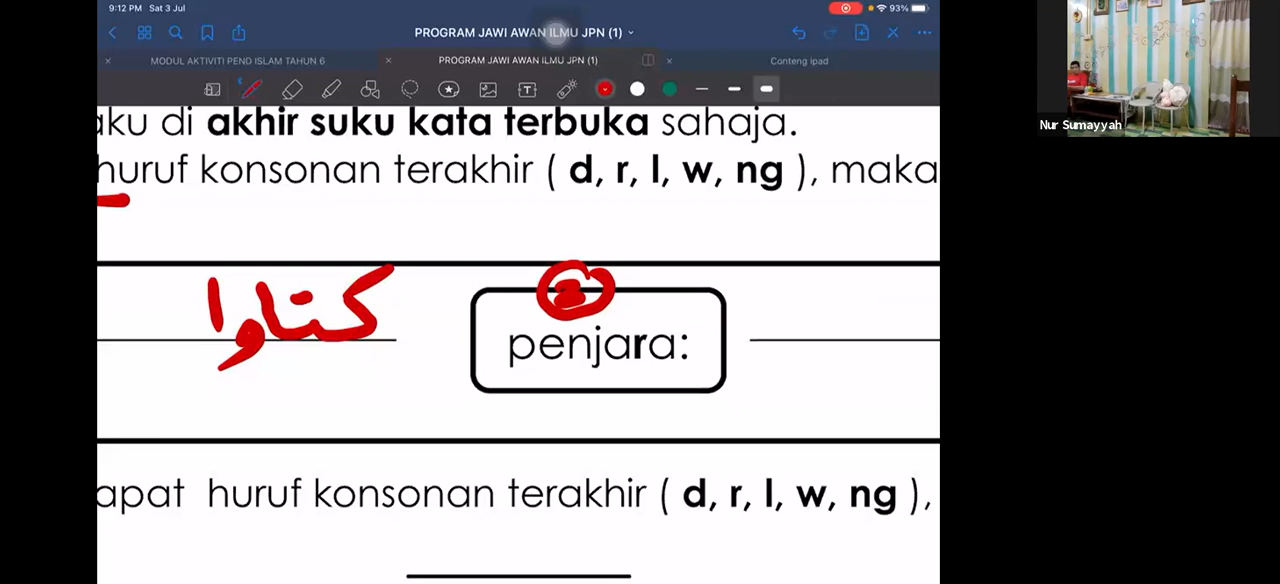 9:12 PM Sat 3 Jul
93%
PROGRAM JAWI AWAN ILMU JPN (1)
MODUL AKTIVITI PEND ISLAM TAHUN 6
PROGRAM JAWI AWAN ILMU JPN (1)
Conteng ipad
aku di akhir suku kata terbuka sahaja.
huruf konsonan terakhir ( d, r, l, w, ng ), maka
كتاوا
2
penjara:
apat huruf konsonan terakhir ( d, r, l, w, ng ),
Nur Sumayyah